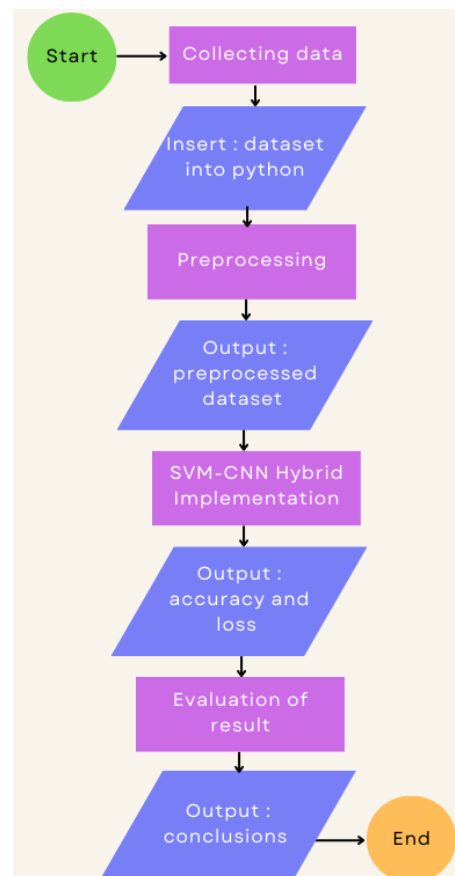 Start
Collecting data
Insert : dataset
into python
Preprocessing
Output :
preprocessed
dataset
SVM-CNN Hybrid
Implementation
Output :
accuracy and
loss
Evaluation of
result
Output :
conclusions
End